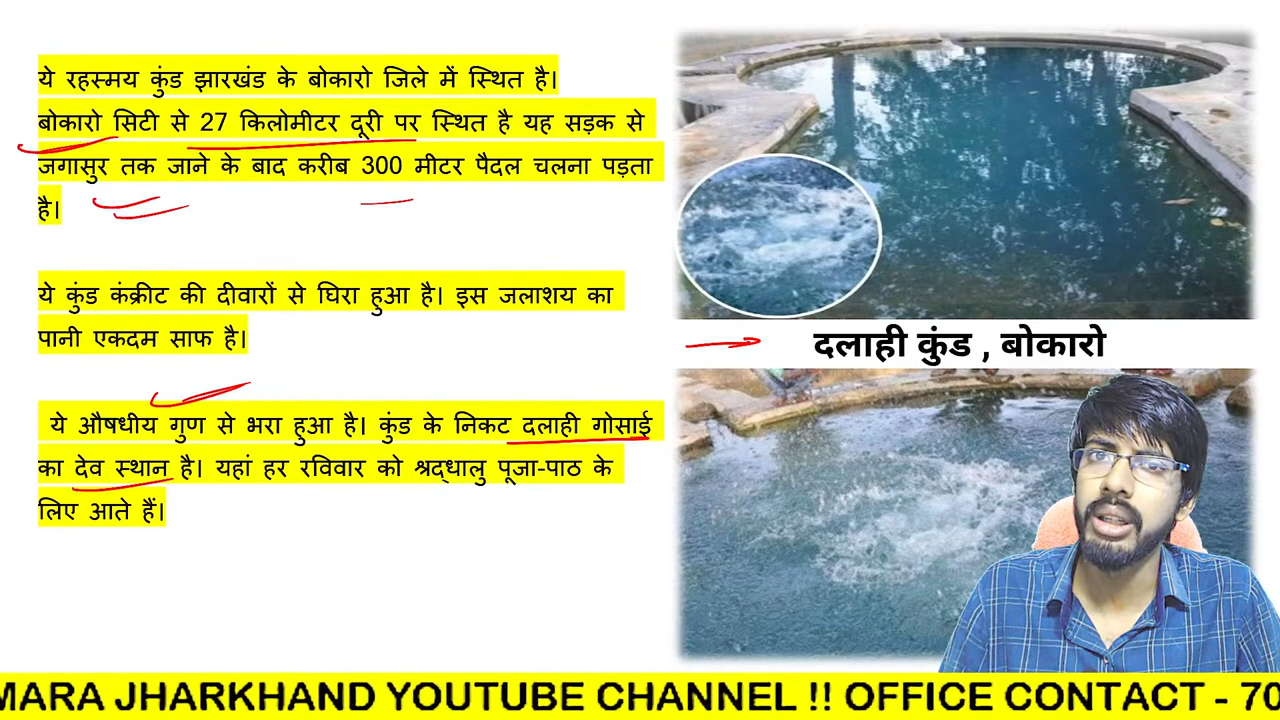 ये रहस्मय कुंड झारखंड के बोकारो जिले में स्थित है।
बोकारो सिटी से 27 किलोमीटर दूरी पर स्थित है यह सड़क से
जगासुर तक जाने के बाद करीब 300 मीटर पैदल चलना पड़ता
है।
ये कुंड कंक्रीट की दीवारों से घिरा हुआ है। इस जलाशय का
पानी एकदम साफ है।
ये औषधीय गुण से भरा हुआ है। कुंड के निकट दलाही गोसाई
का देव स्थान है। यहां हर रविवार को श्रद्धालु पूजा-पाठ के
लिए आते हैं।
दलाही कुंड , बोकारो
MARA JHARKHAND YOUTUBE CHANNEL !! OFFICE CONTACT - 70